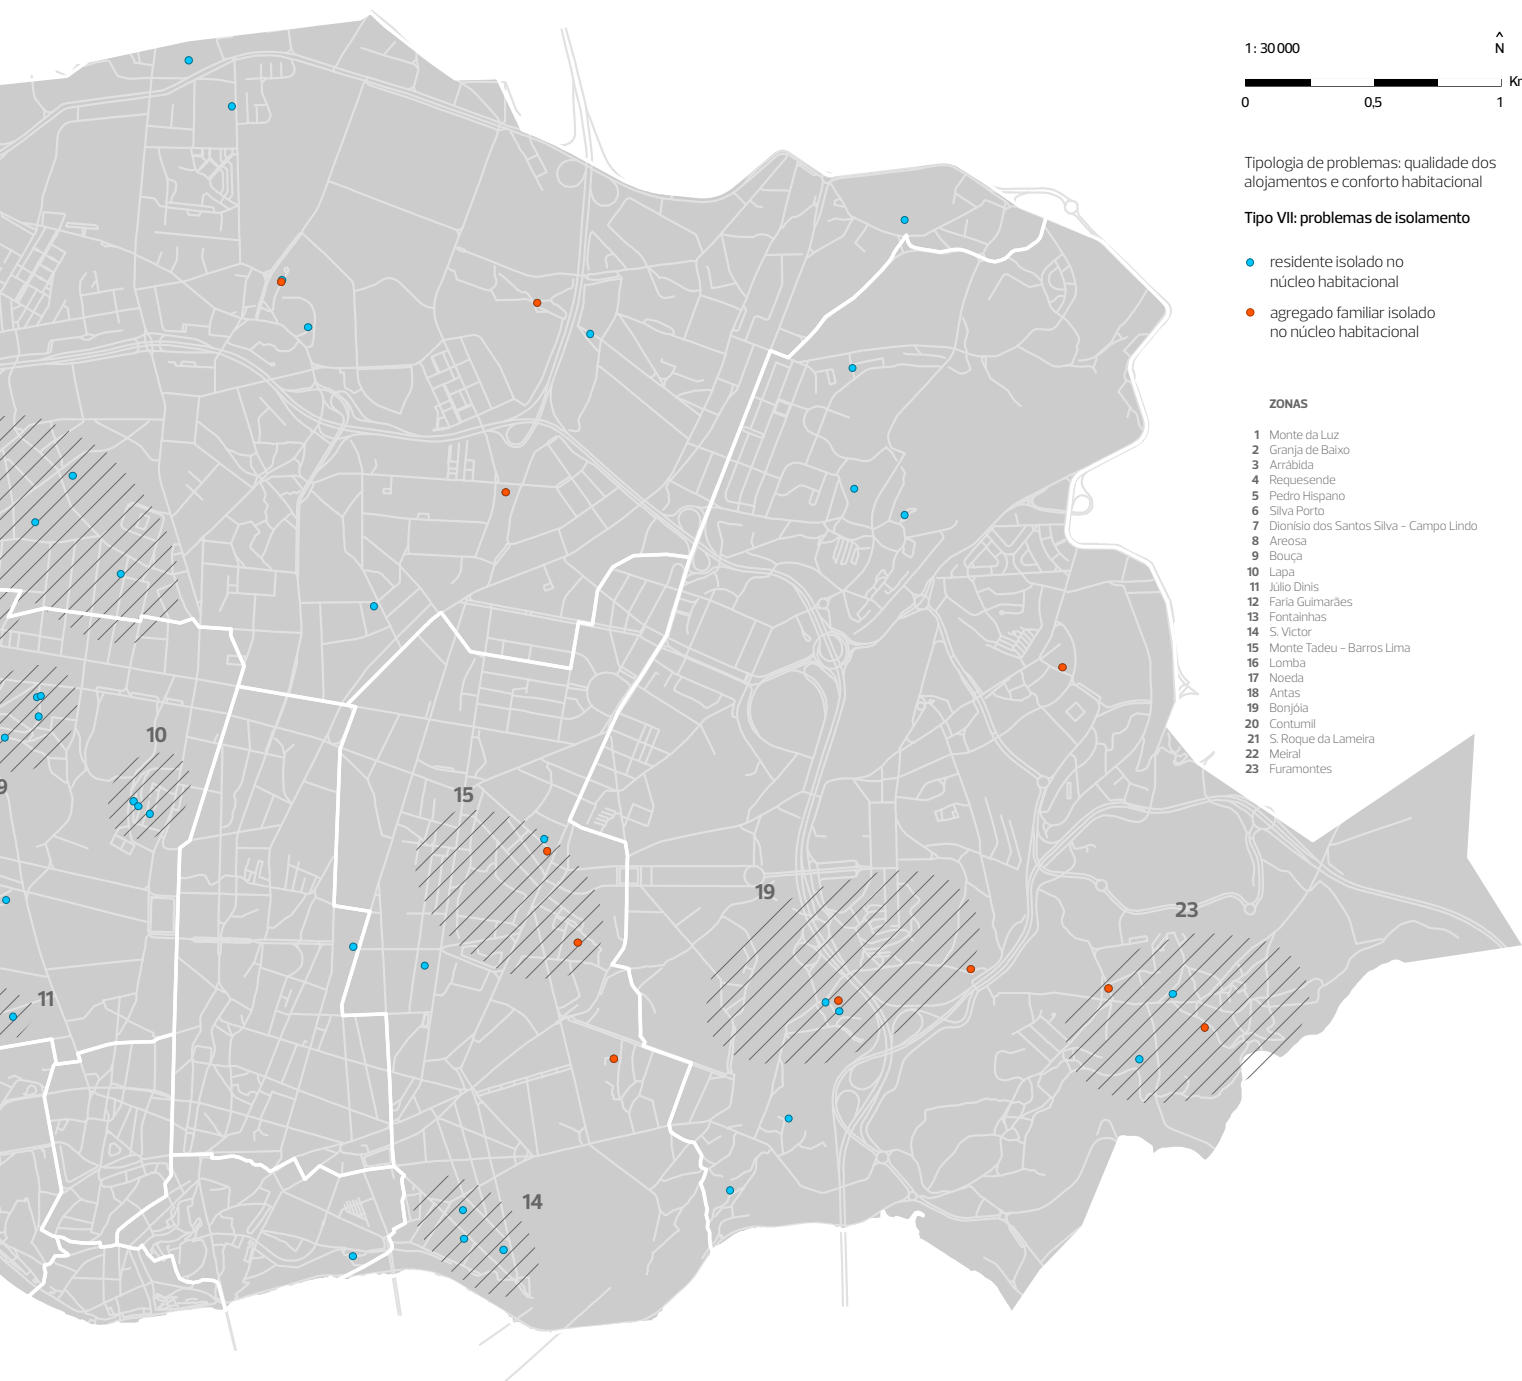 1 : 30 000
N
0 0,5 1
Tipologia de problemas: qualidade dos
alojamentos e conforto habitacional
Tipo VII: problemas de isolamento
residente isolado no
núcleo habitacional
agregado familiar isolado
no núcleo habitacional
ZONAS
1 Monte da Luz
2 Granja de Baixo
3 Arrábida
4 Requesende
5 Pedro Hispano
6 Silva Porto
7 Dionísio dos Santos Silva – Campo Lindo
8 Areosa
9 Bouça
10 Lapa
11 Júlio Dinis
12 Faria Guimarães
13 Fontainhas
14 S. Victor
15 Monte Tadeu – Barros Lima
16 Lomba
17 Noeda
18 Antas
19 Bonjóia
20 Contumil
21 S. Roque da Lameira
22 Meiral
23 Furamontes
10
9
15
19
23
11
14